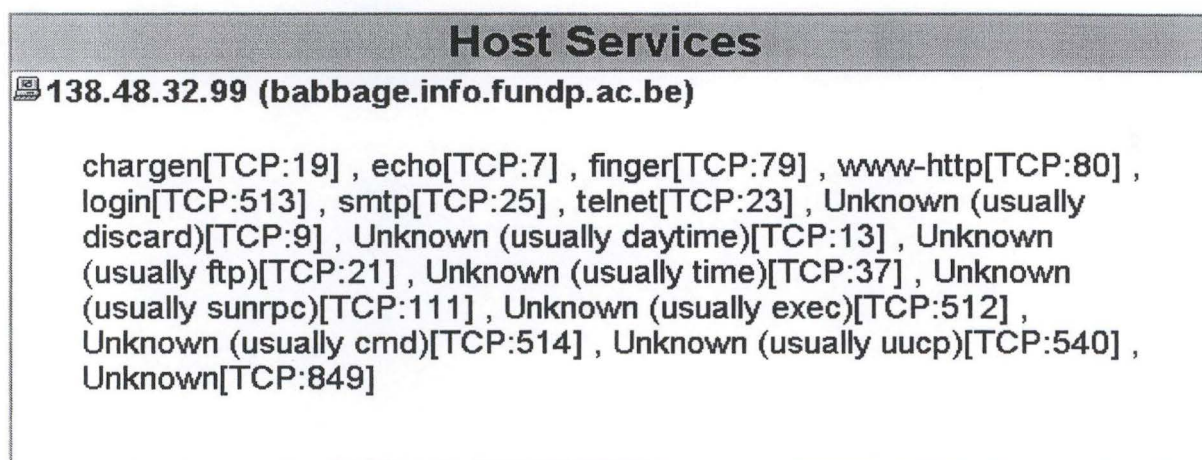 Host Services
138.48.32.99 (babbage.info.fundp.ac.be)
chargen[TCP:19] , echo[TCP:7] , finger[TCP:79] , www-http[TCP:80] ,
login[TCP:513] , smtp[TCP:25] , telnet[TCP:23] , Unknown (usually
discard)[TCP:9] , Unknown (usually daytime)[TCP:13] , Unknown
(usually ftp)[TCP:21] , Unknown (usually time)[TCP:37] , Unknown
(usually sunrpc)[TCP:111] , Unknown (usually exec)[TCP:512] ,
Unknown (usually cmd)[TCP:514] , Unknown (usually uucp)[TCP:540] ,
Unknown[TCP:849]